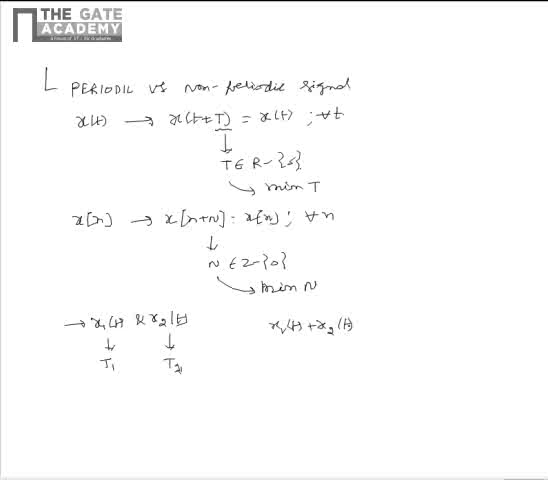 THE GATE
ACADEMY
PERIODIC vs non-periodic signal
x(t) → x(t+T) = x(t) ; ∀t
↓
T ∈ R-{0}
↳ min T
x[n] → x[n+N] = x[n] ; ∀n
↓
N ∈ Z-{0}
↳ min N
→ x₁(t) & x₂(t) x₁(t)+x₂(t)
↓ ↓
T₁ T₂